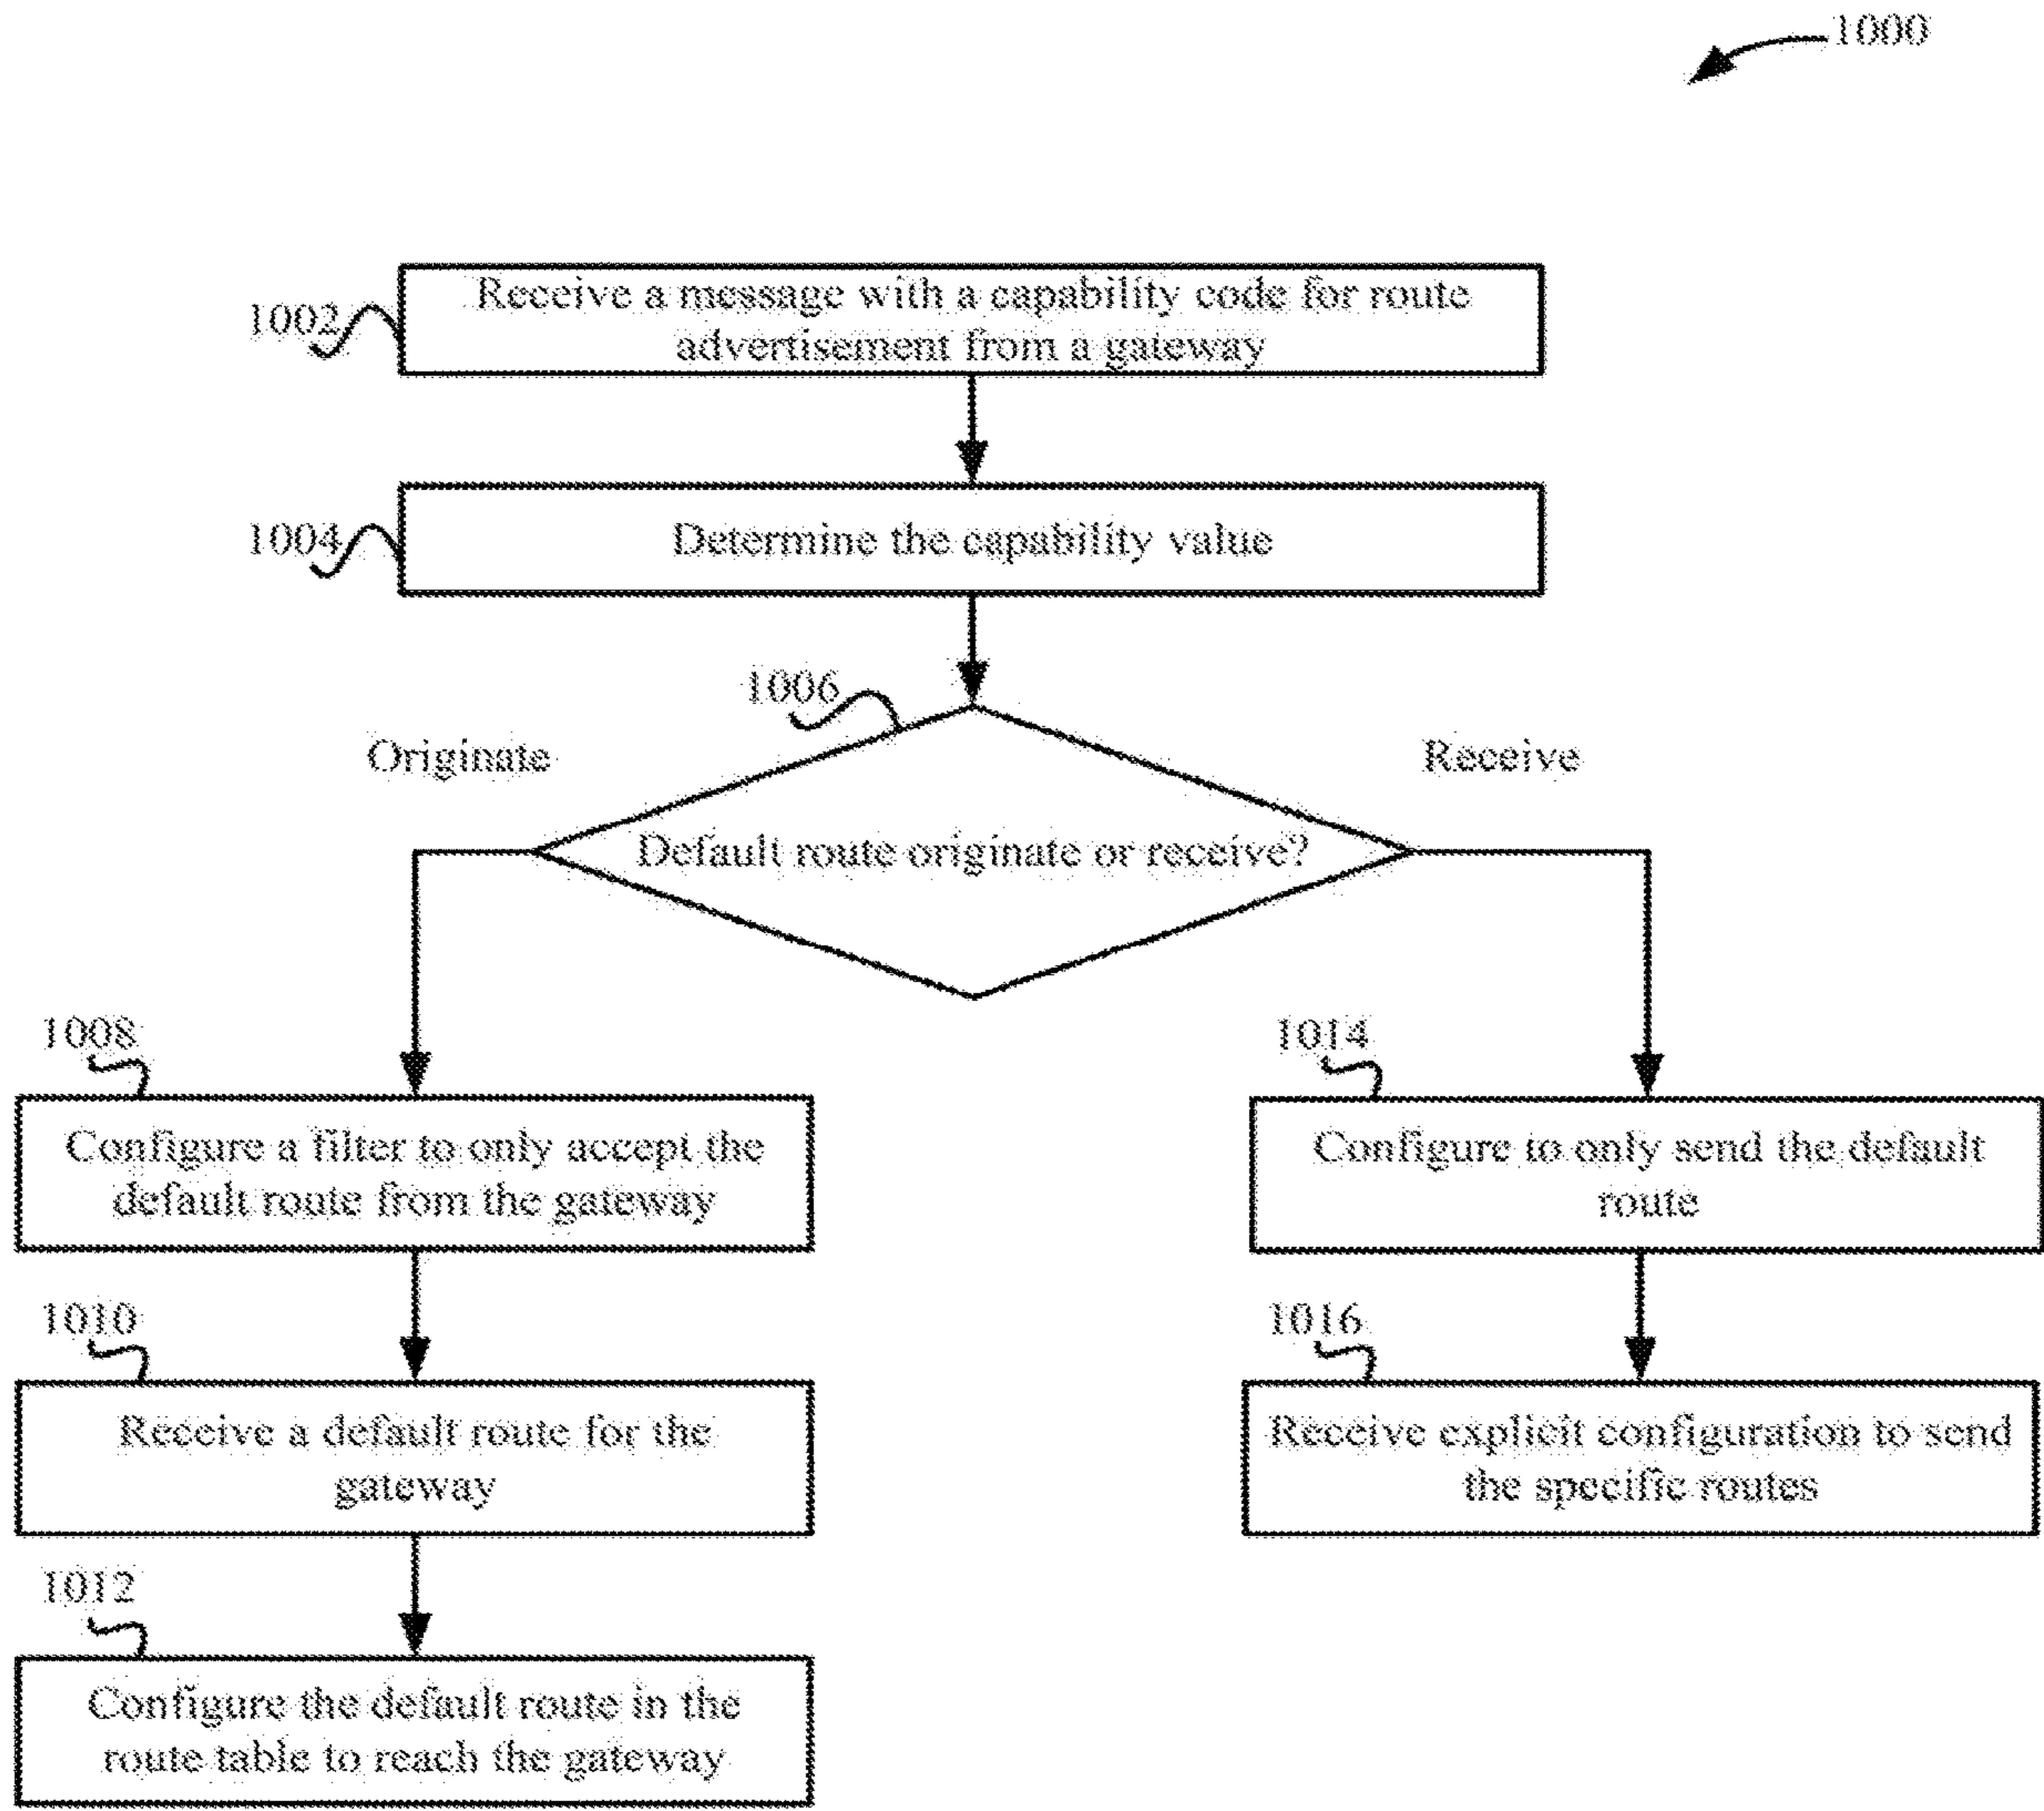 1000
1002
Receive a message with a capability code for route
advertisement from a gateway
1004
Determine the capability value
1006
Originate
Receive
Default route originate or receive?
1008
Configure a filter to only accept the
default route from the gateway
1014
Configure to only send the default
route
1010
Receive a default route for the
gateway
1016
Receive explicit configuration to send
the specific routes
1012
Configure the default route in the
route table to reach the gateway